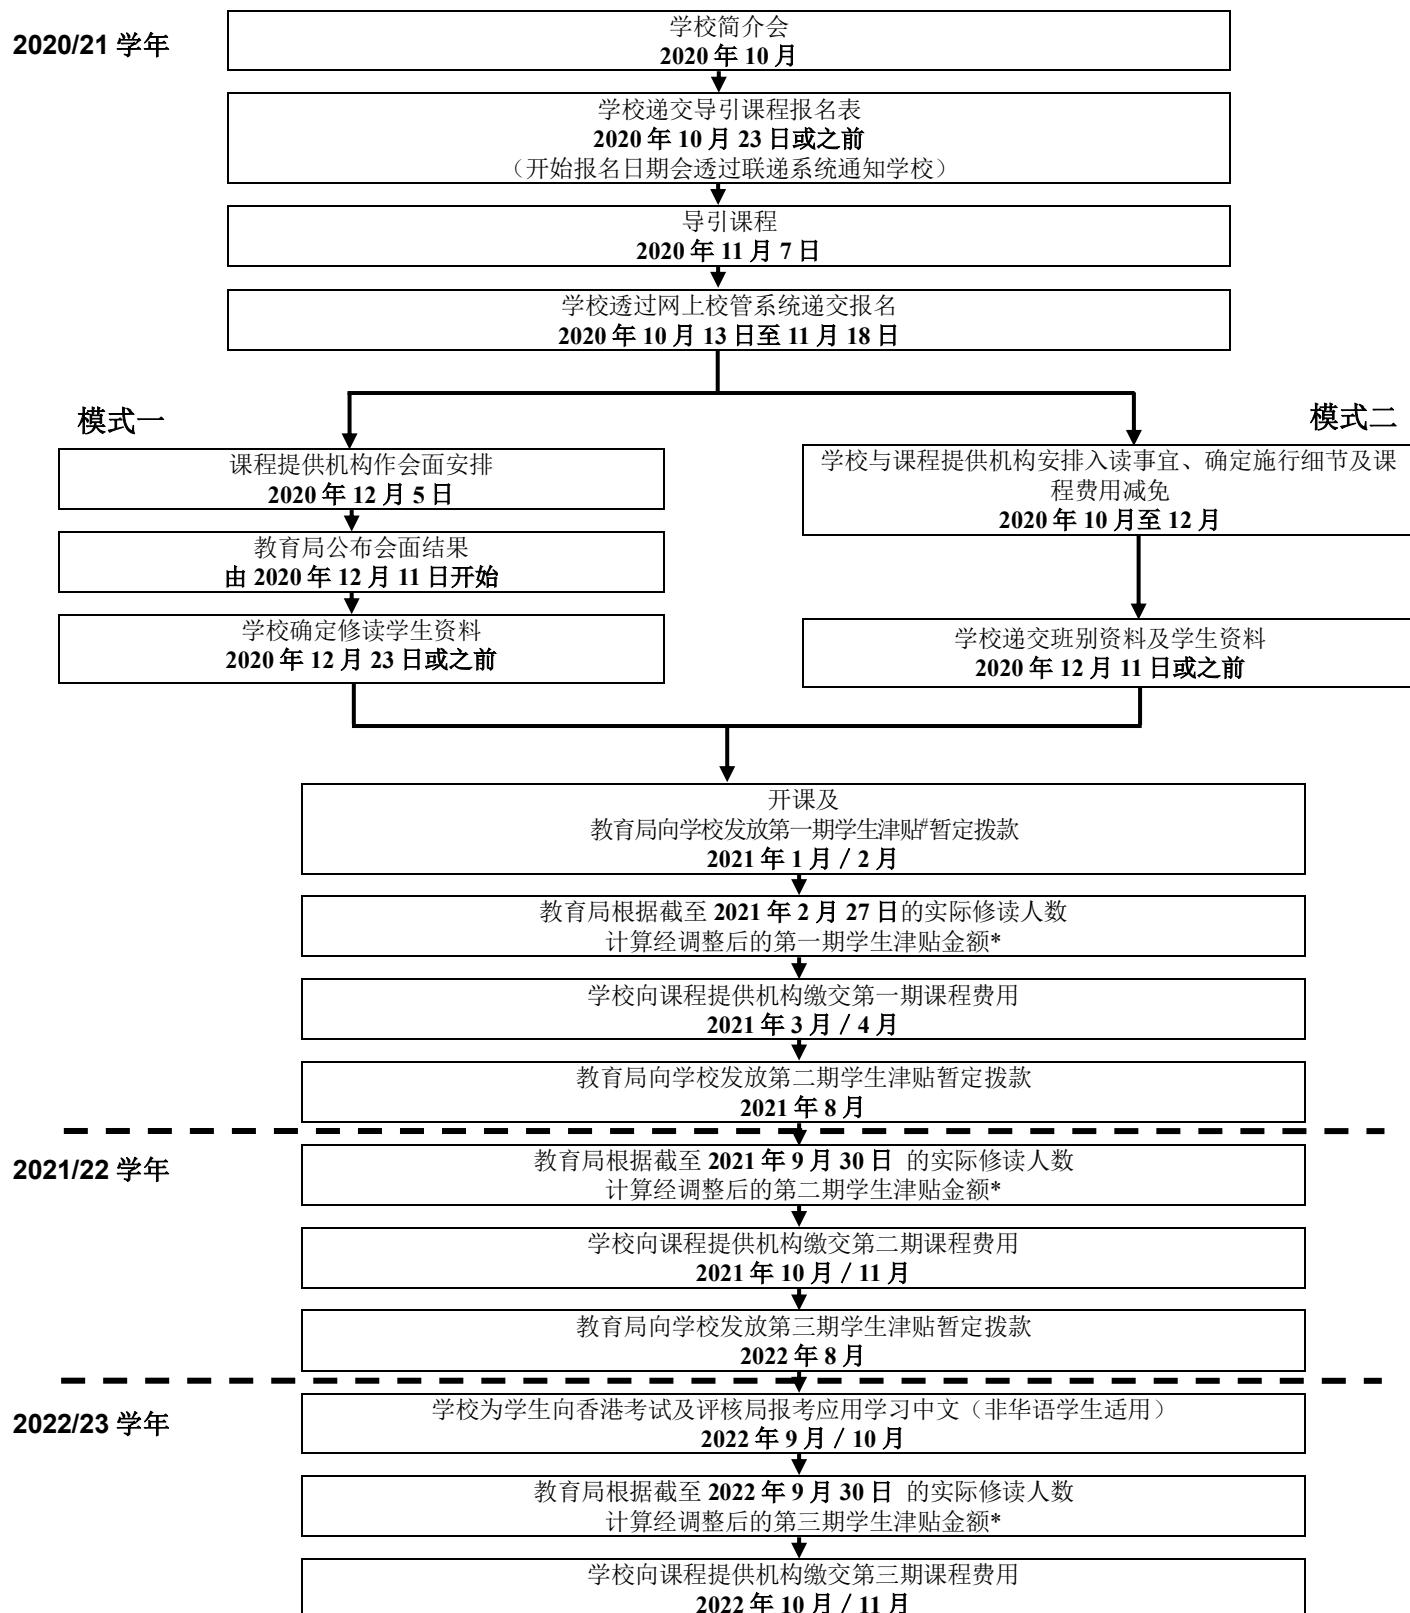 2020/21 学年
学校简介会
2020 年 10 月
学校递交导引课程报名表
2020 年 10 月 23 日或之前
（开始报名日期会透过联递系统通知学校）
导引课程
2020 年 11 月 7 日
学校透过网上校管系统递交报名
2020 年 10 月 13 日至 11 月 18 日
模式一
课程提供机构作会面安排
2020 年 12 月 5 日
教育局公布会面结果
由 2020 年 12 月 11 日开始
学校确定修读学生资料
2020 年 12 月 23 日或之前
模式二
学校与课程提供机构安排入读事宜、确定施行细节及课
程费用减免
2020 年 10 月至 12 月
学校递交班别资料及学生资料
2020 年 12 月 11 日或之前
开课及
教育局向学校发放第一期学生津贴#暂定拨款
2021 年 1 月 / 2 月
教育局根据截至 2021 年 2 月 27 日的实际修读人数
计算经调整后的第一期学生津贴金额*
学校向课程提供机构缴交第一期课程费用
2021 年 3 月 / 4 月
教育局向学校发放第二期学生津贴暂定拨款
2021 年 8 月
2021/22 学年
教育局根据截至 2021 年 9 月 30 日 的实际修读人数
计算经调整后的第二期学生津贴金额*
学校向课程提供机构缴交第二期课程费用
2021 年 10 月 / 11 月
教育局向学校发放第三期学生津贴暂定拨款
2022 年 8 月
2022/23 学年
学校为学生向香港考试及评核局报考应用学习中文（非华语学生适用）
2022 年 9 月 / 10 月
教育局根据截至 2022 年 9 月 30 日 的实际修读人数
计算经调整后的第三期学生津贴金额*
学校向课程提供机构缴交第三期课程费用
2022 年 10 月 / 11 月